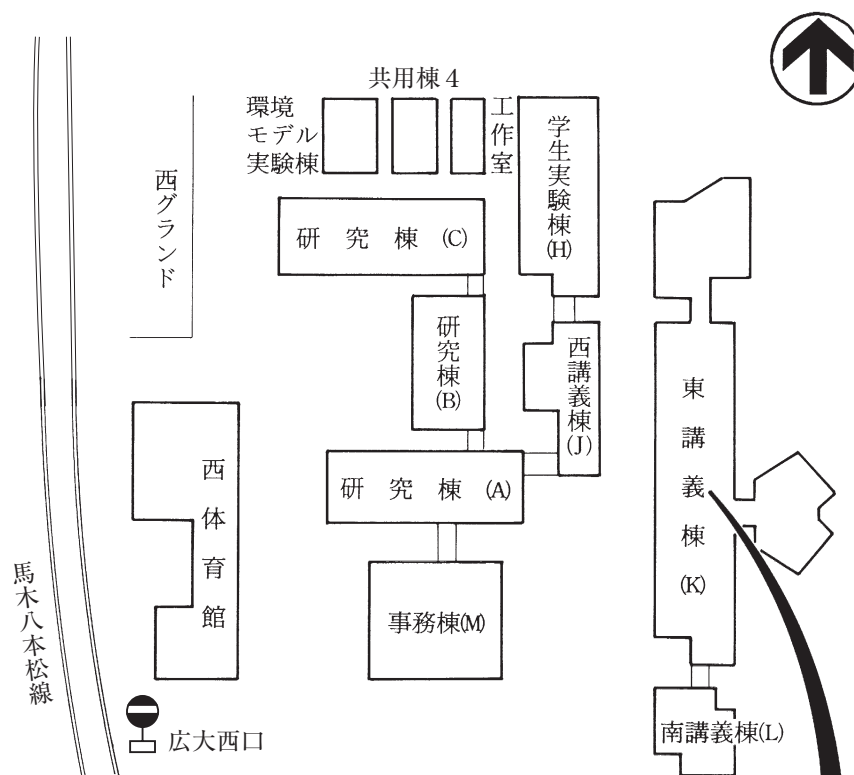 共用棟4
環境
モデル
実験棟
工作室
学生実験棟(H)
西グランド
研究棟(C)
研究棟(B)
西講義棟(J)
東講義棟(K)
研究棟(A)
西体育館
事務棟(M)
馬木八本松線
広大西口
南講義棟(L)